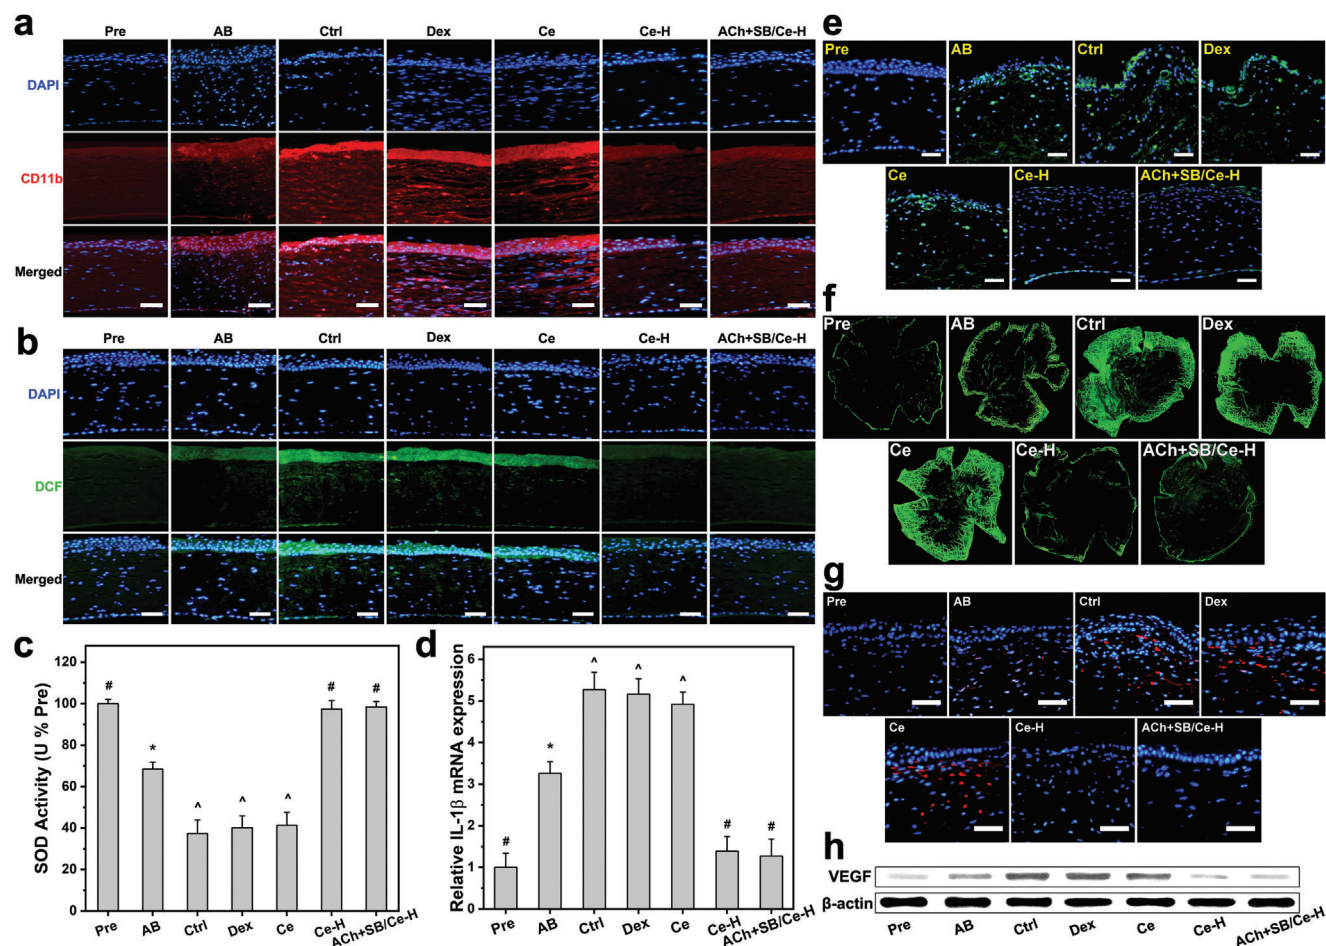 a
Pre AB Ctrl Dex Ce Ce-H ACh+SB/Ce-H
DAPI
CD11b
Merged
b
Pre AB Ctrl Dex Ce Ce-H ACh+SB/Ce-H
DAPI
DCF
Merged
c
SOD Activity (U % Pre)
120
100
80
60
40
20
0
# * ^ ^ ^ # #
Pre AB Ctrl Dex Ce Ce-H ACh+SB/Ce-H
d
Relative IL-1β mRNA expression
6
5
4
3
2
1
0
# * ^ ^ ^ # #
Pre AB Ctrl Dex Ce Ce-H ACh+SB/Ce-H
e
Pre AB Ctrl Dex
Ce Ce-H ACh+SB/Ce-H
f
Pre AB Ctrl Dex
Ce Ce-H ACh+SB/Ce-H
g
Pre AB Ctrl Dex
Ce Ce-H ACh+SB/Ce-H
h
VEGF
β-actin
Pre AB Ctrl Dex Ce Ce-H ACh+SB/Ce-H